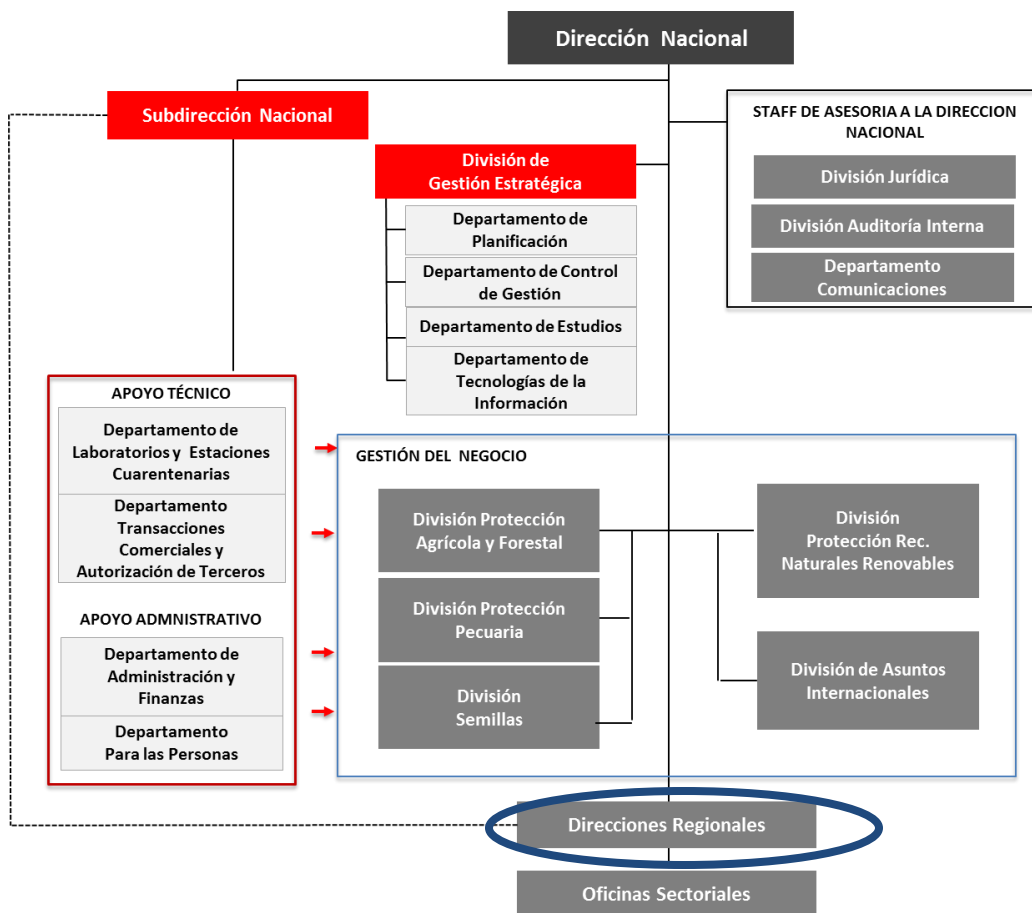 Dirección Nacional
Subdirección Nacional
STAFF DE ASESORIA A LA DIRECCION
NACIONAL
División Jurídica
División Auditoría Interna
Departamento
Comunicaciones
División de
Gestión Estratégica
Departamento de
Planificación
Departamento de Control
de Gestión
Departamento de Estudios
Departamento de
Tecnologías de la
Información
APOYO TÉCNICO
Departamento de
Laboratorios y Estaciones
Cuarentenarias
Departamento
Transacciones
Comerciales y
Autorización de Terceros
APOYO ADMNISTRATIVO
Departamento de
Administración y
Finanzas
Departamento
Para las Personas
GESTIÓN DEL NEGOCIO
División Protección
Agrícola y Forestal
División Protección
Pecuaria
División
Semillas
División
Protección Rec.
Naturales Renovables
División de Asuntos
Internacionales
Direcciones Regionales
Oficinas Sectoriales